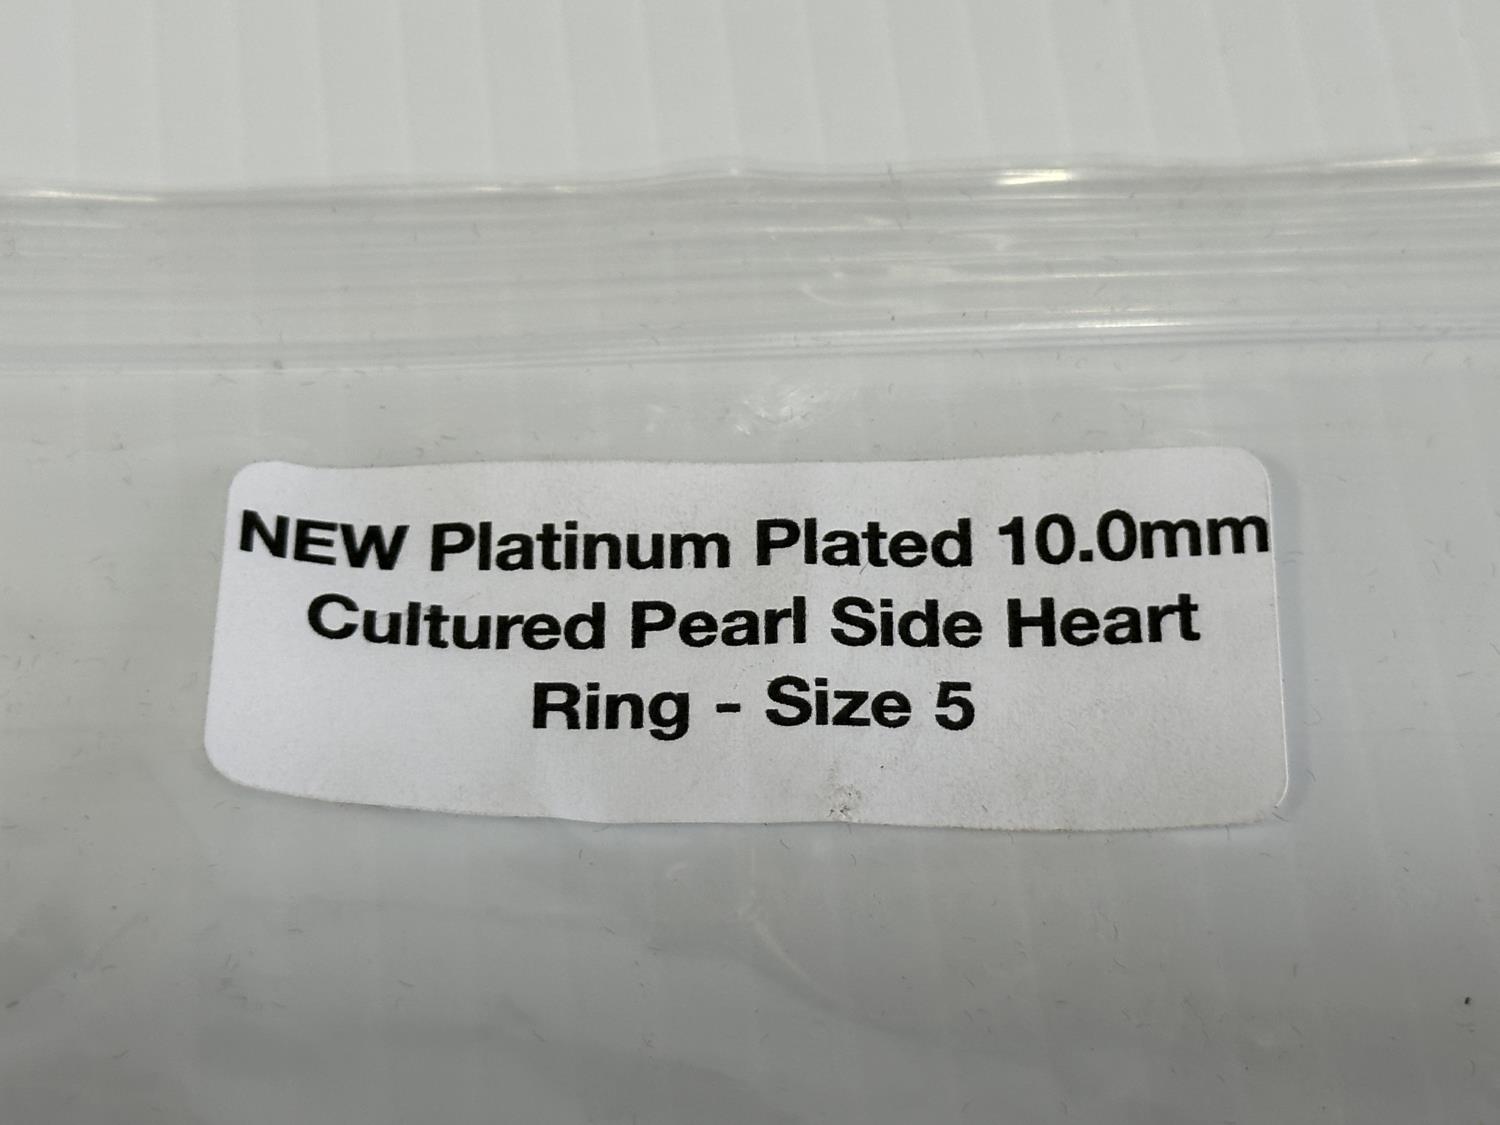 NEW Platinum Plated 10.0mm
Cultured Pearl Side Heart
Ring - Size 5